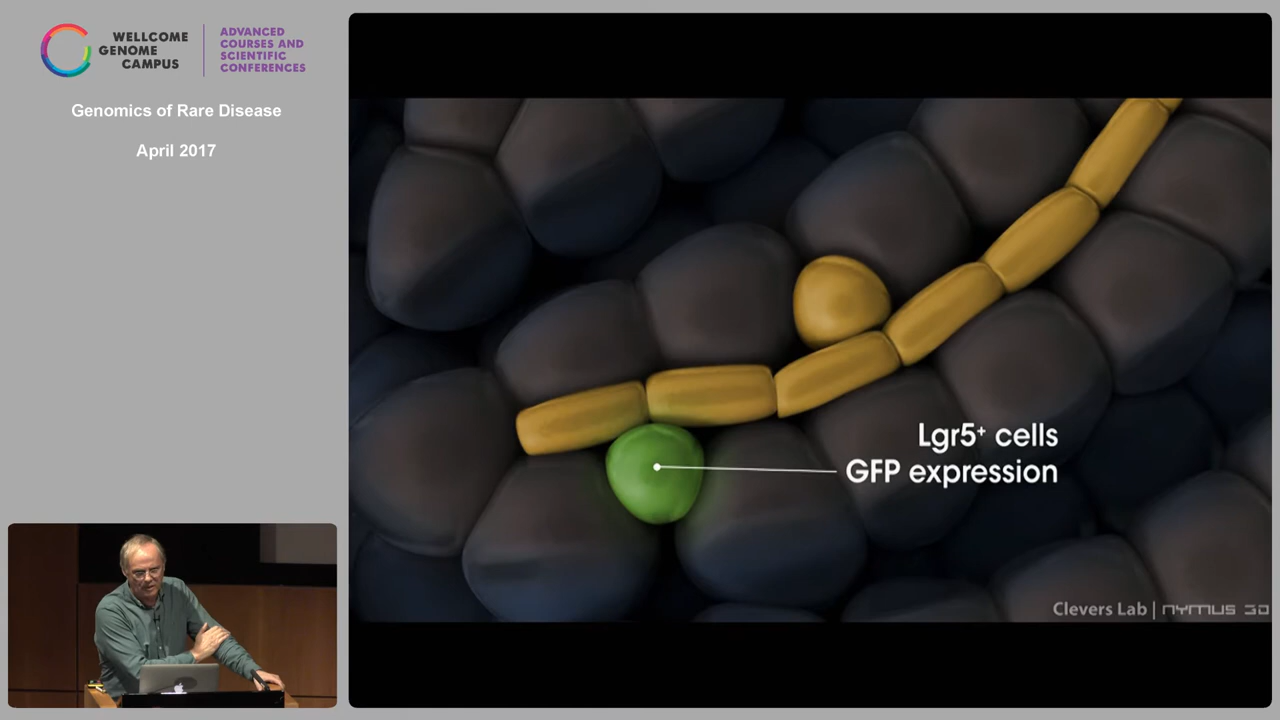 WELLCOME
GENOME
CAMPUS
ADVANCED
COURSES AND
SCIENTIFIC
CONFERENCES
Genomics of Rare Disease
April 2017
Lgr5⁺ cells
GFP expression
Clevers Lab | NYMUS 3D